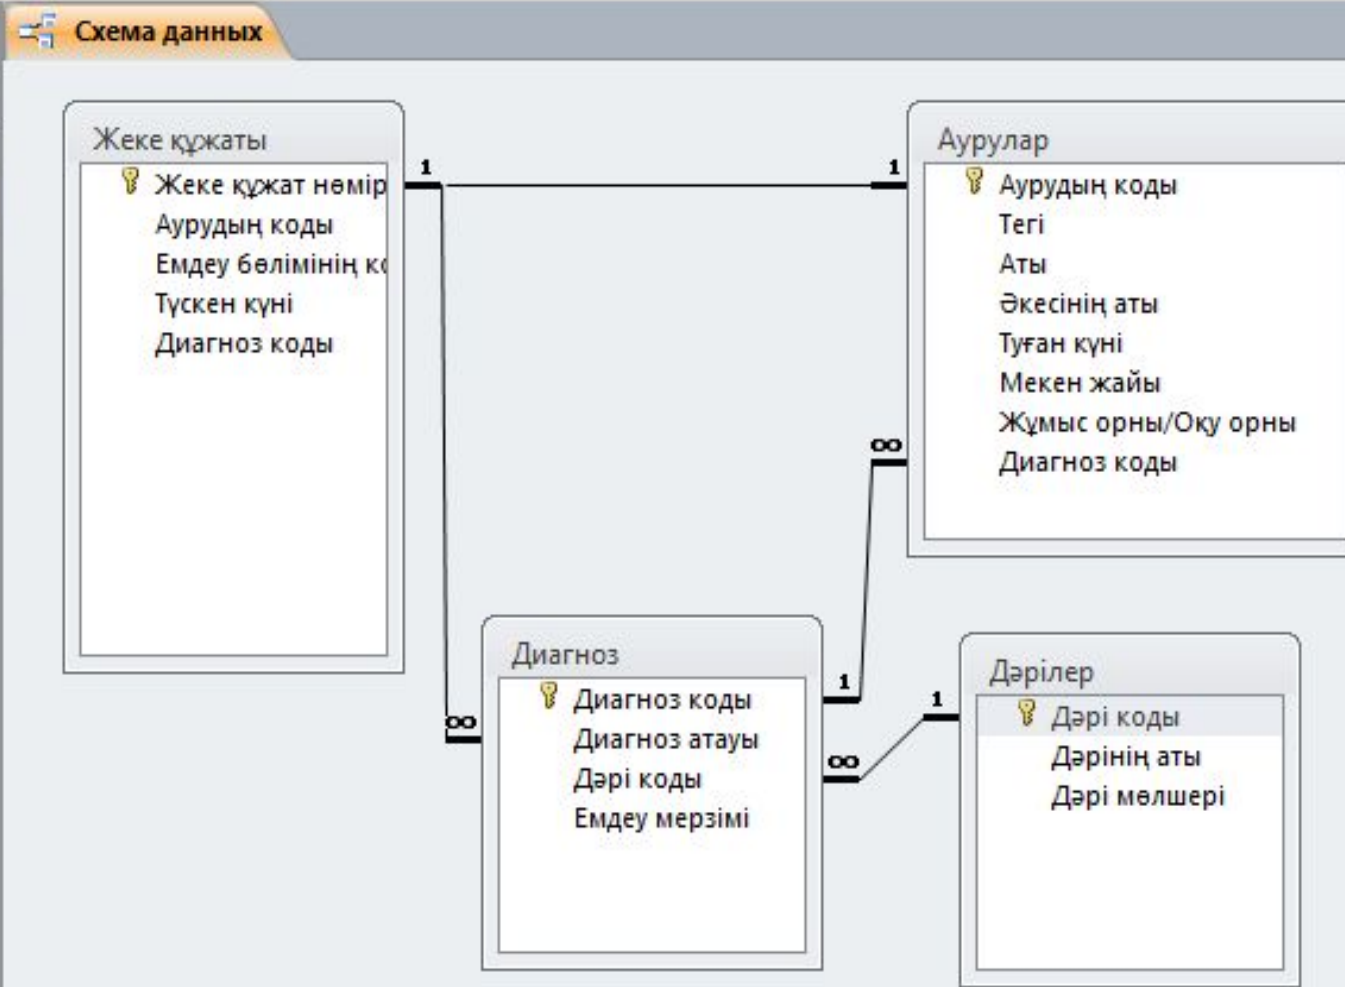 Схема данных
Жеке құжаты
Жеке құжат нөмір
Аурудың коды
Емдеу бөлімінің
Түскен күні
Диагноз коды
1
1
Аурулар
Аурудың коды
Тегі
Аты
Әкесінің аты
Туған күні
Мекен жайы
Жұмыс орны/Оқу орны
Диагноз коды
∞
∞
Диагноз
Диагноз коды
Диагноз атауы
Дәрі коды
Емдеу мерзімі
1
∞
1
Дәрілер
Дәрі коды
Дәрінің аты
Дәрі мөлшері